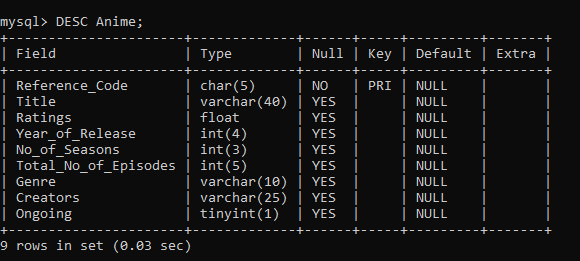 mysql> DESC Anime;
+-----------------------+-------------+------+-----+---------+-------+
| Field                 | Type        | Null | Key | Default | Extra |
+-----------------------+-------------+------+-----+---------+-------+
| Reference_Code        | char(5)     | NO   | PRI | NULL    |       |
| Title                 | varchar(40) | YES  |     | NULL    |       |
| Ratings               | float       | YES  |     | NULL    |       |
| Year_of_Release       | int(4)      | YES  |     | NULL    |       |
| No_of_Seasons         | int(3)      | YES  |     | NULL    |       |
| Total_No_of_Episodes  | int(5)      | YES  |     | NULL    |       |
| Genre                 | varchar(10) | YES  |     | NULL    |       |
| Creators              | varchar(25) | YES  |     | NULL    |       |
| Ongoing               | tinyint(1)  | YES  |     | NULL    |       |
+-----------------------+-------------+------+-----+---------+-------+
9 rows in set (0.03 sec)